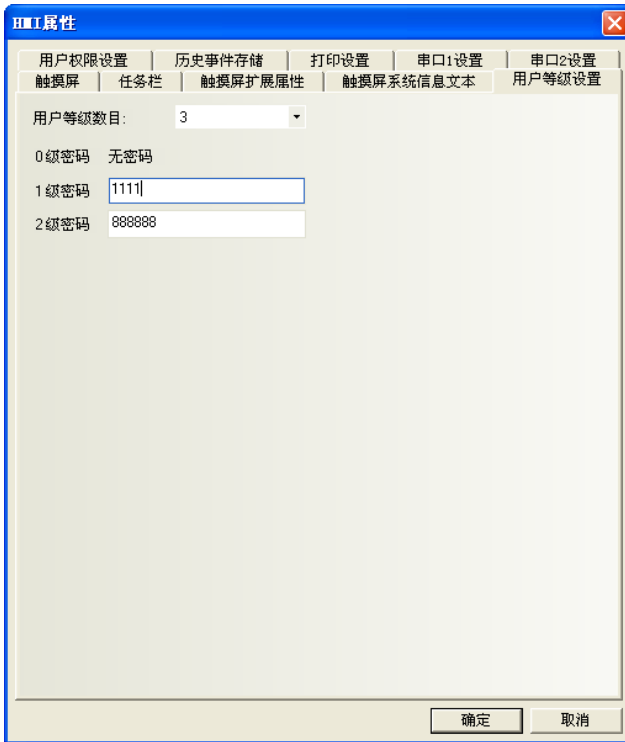 HMI属性
用户权限设置 历史事件存储 打印设置 串口1设置 串口2设置
触摸屏 任务栏 触摸屏扩展属性 触摸屏系统信息文本 用户等级设置
用户等级数目: 3
0级密码 无密码
1级密码 1111
2级密码 888888
确定 取消